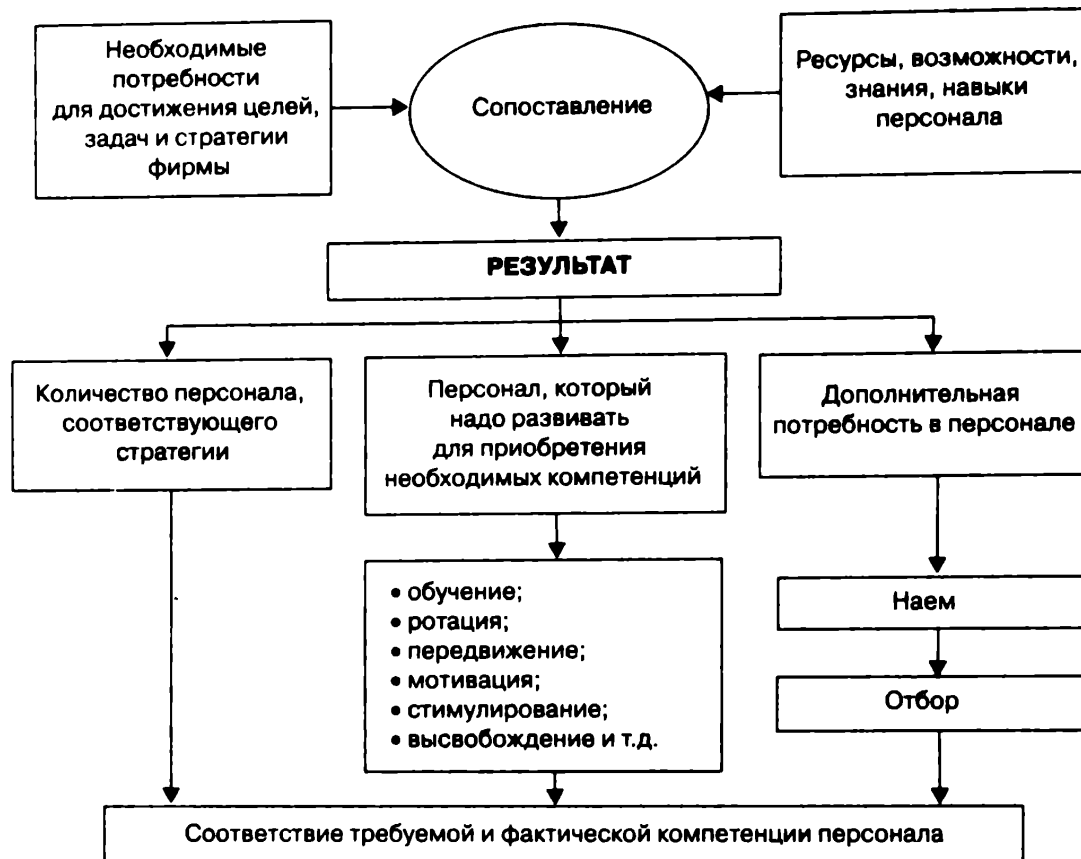 Необходимые
потребности
для достижения целей,
задач и стратегии
фирмы
Сопоставление
Ресурсы, возможности,
знания, навыки
персонала
РЕЗУЛЬТАТ
Количество персонала,
соответствующего
стратегии
Персонал, который
надо развивать
для приобретения
необходимых компетенций
Дополнительная
потребность в персонале
• обучение;
• ротация;
• передвижение;
• мотивация;
• стимулирование;
• высвобождение и т.д.
Наем
Отбор
Соответствие требуемой и фактической компетенции персонала